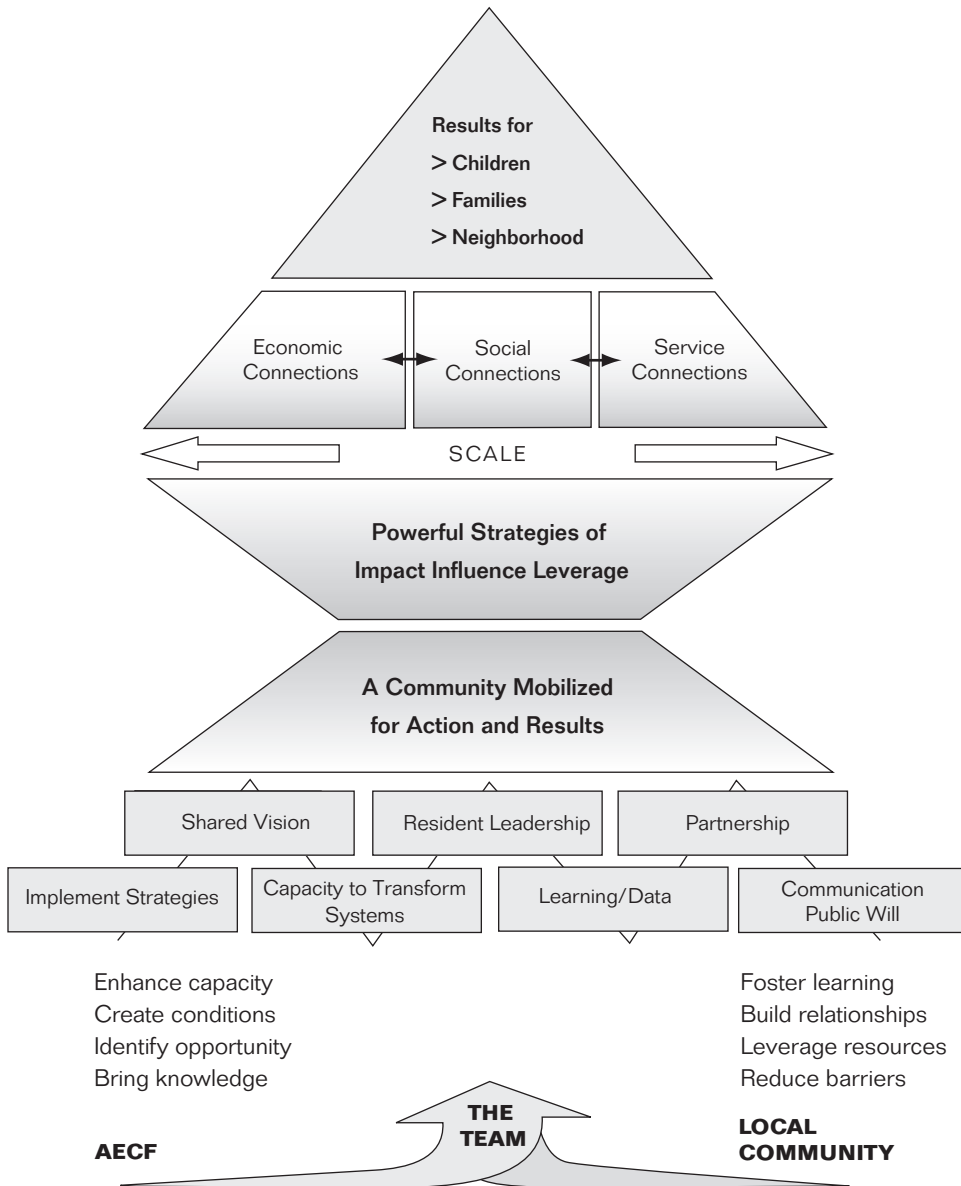 Results for
> Children
> Families
> Neighborhood
Economic
Connections
Social
Connections
Service
Connections
SCALE
Powerful Strategies of
Impact Influence Leverage
A Community Mobilized
for Action and Results
Shared Vision
Resident Leadership
Partnership
Implement Strategies
Capacity to Transform
Systems
Learning/Data
Communication
Public Will
Enhance capacity
Create conditions
Identify opportunity
Bring knowledge
Foster learning
Build relationships
Leverage resources
Reduce barriers
AECF
THE
TEAM
LOCAL
COMMUNITY